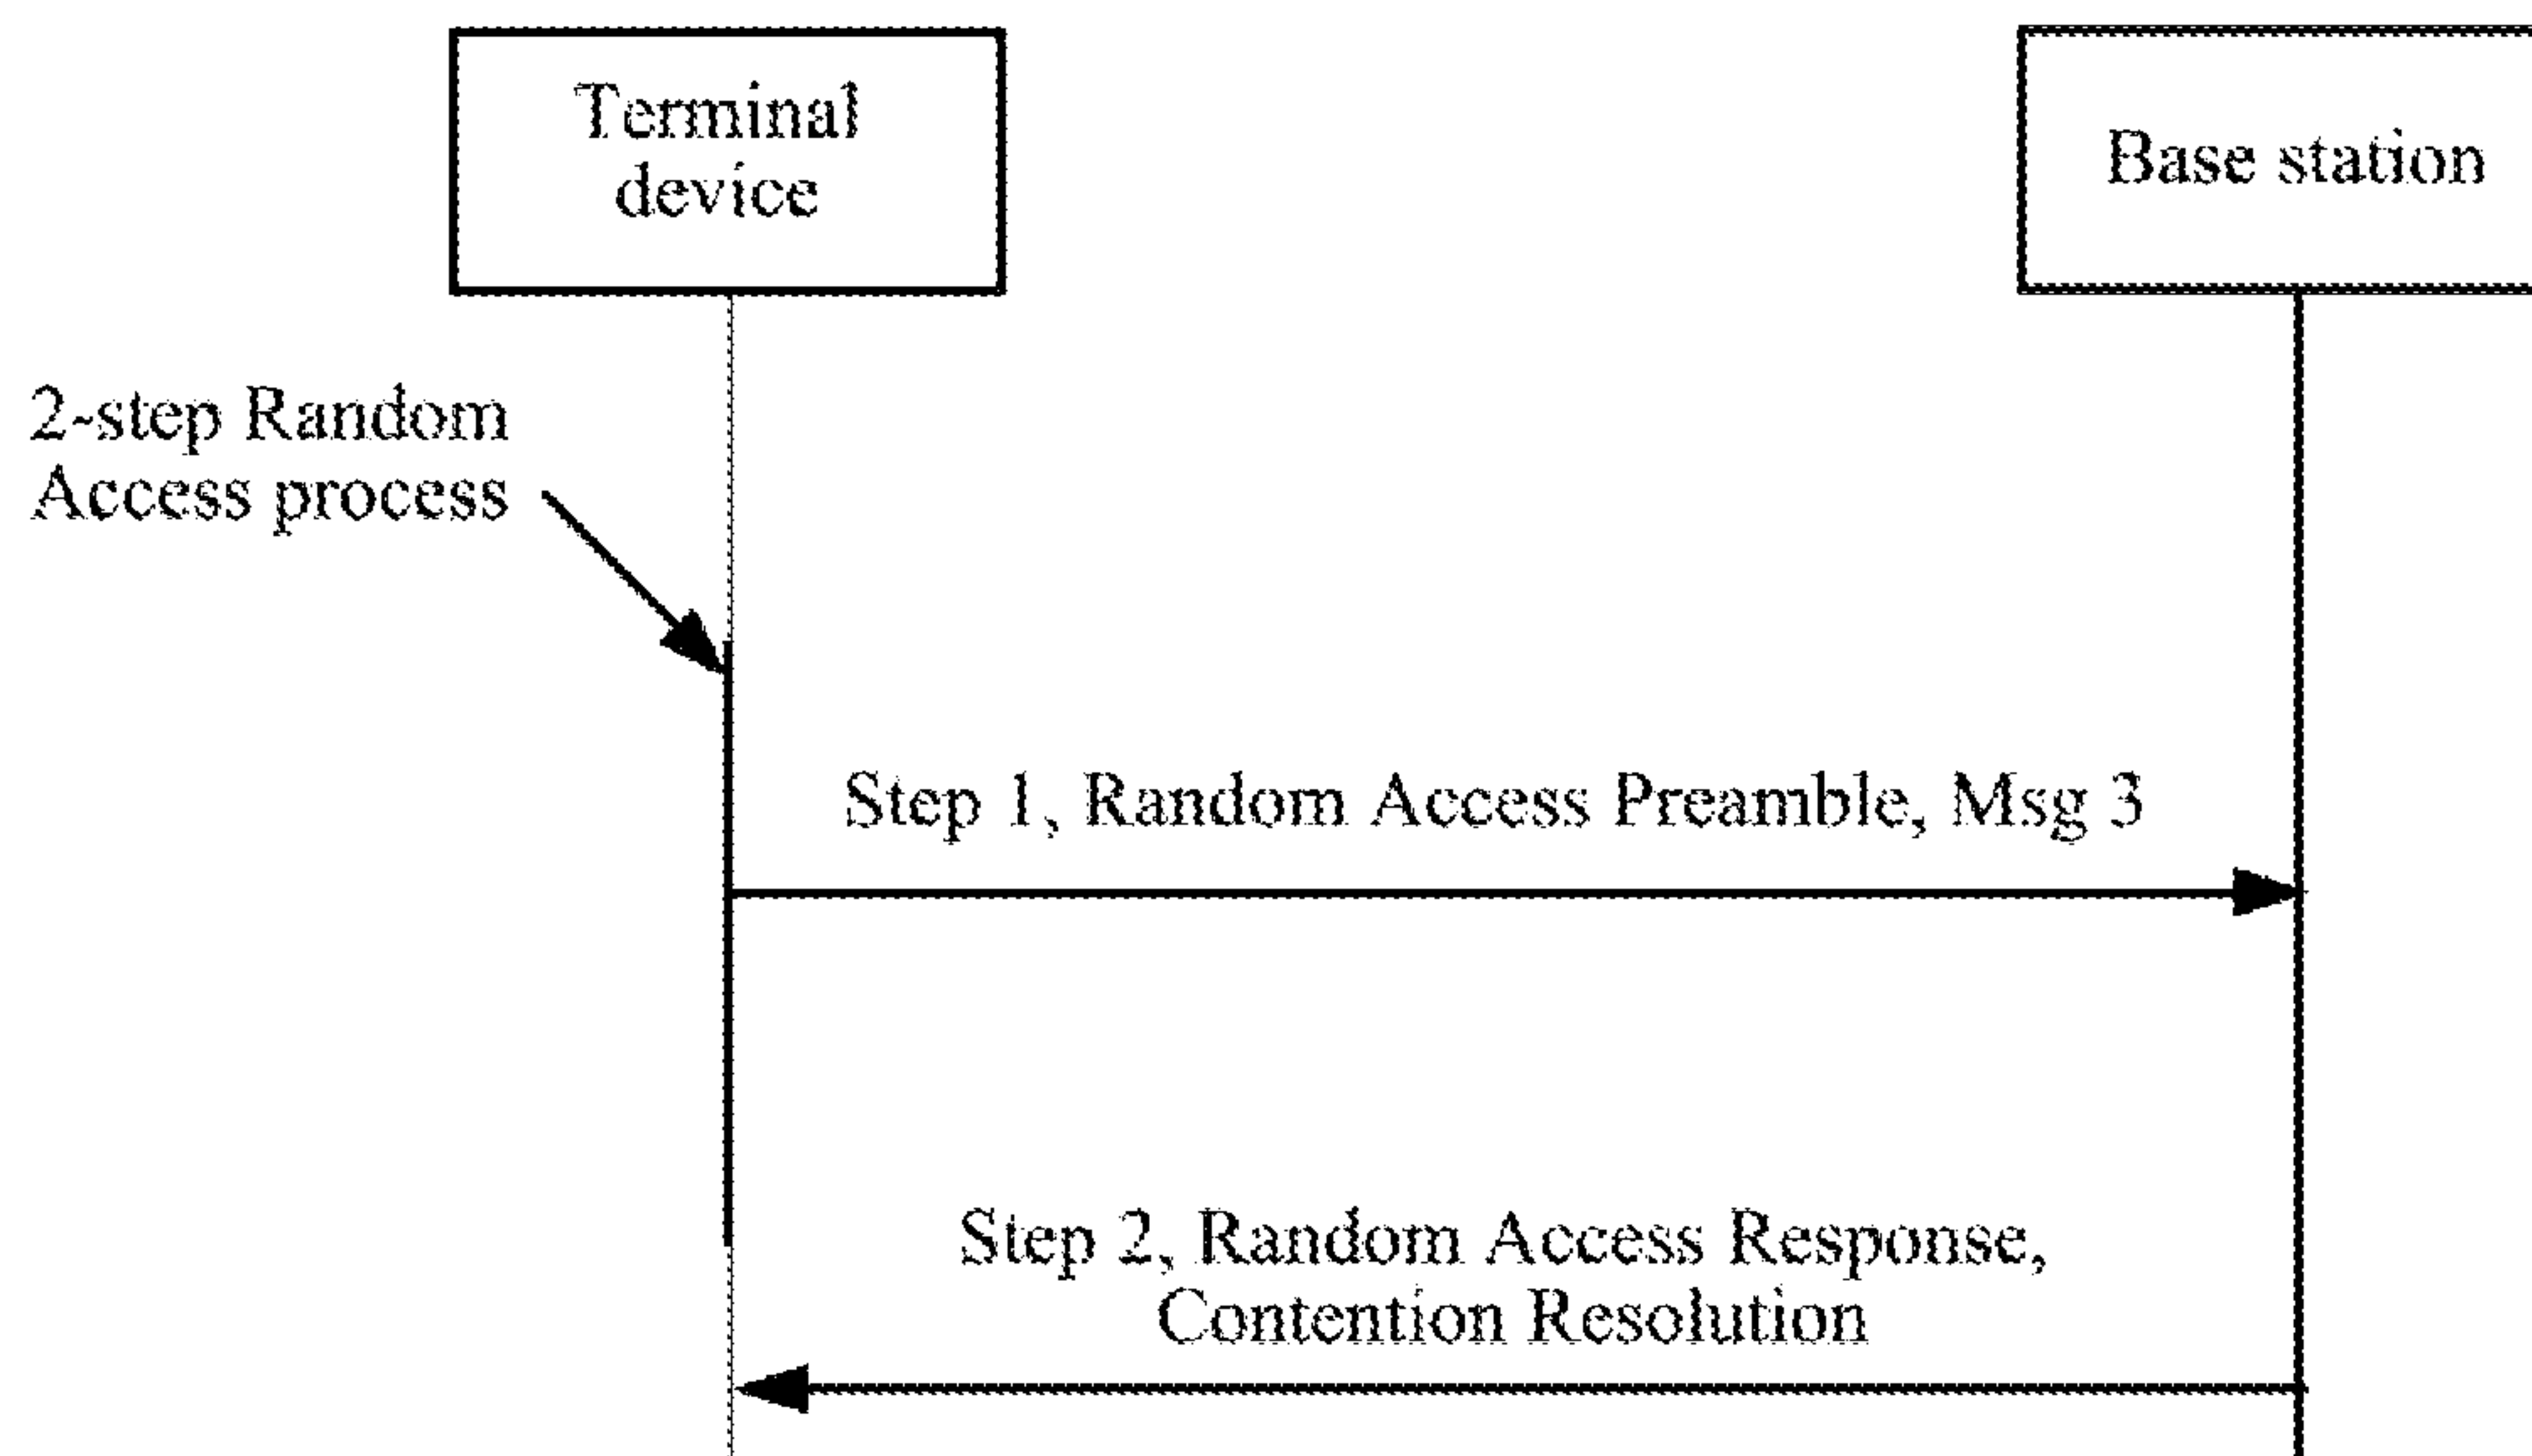 Terminal
device
Base station
2-step Random
Access process
Step 1, Random Access Preamble, Msg 3
Step 2, Random Access Response,
Contention Resolution